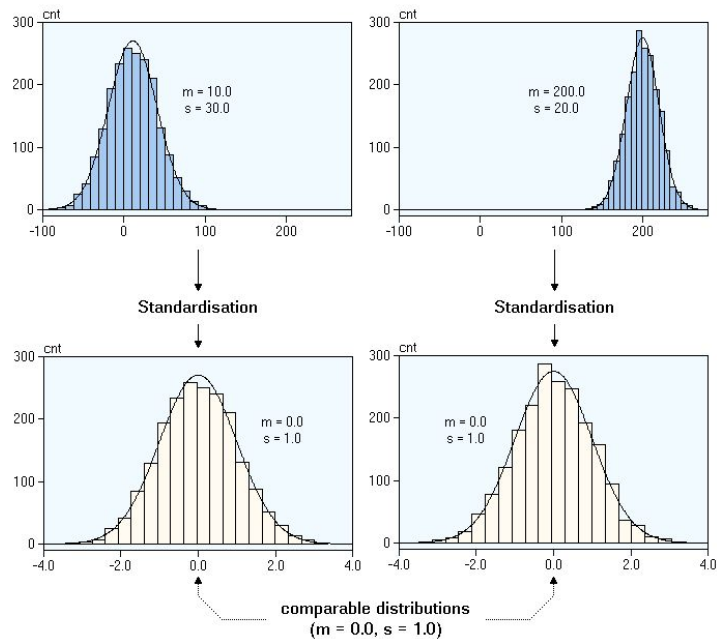 cnt
300
200
100
0
-100
0
100
200
m = 10.0
s = 30.0
cnt
300
200
100
0
-100
0
100
200
m = 200.0
s = 20.0
Standardisation
Standardisation
cnt
300
200
100
0
-4.0
-2.0
0.0
2.0
4.0
m = 0.0
s = 1.0
cnt
300
200
100
0
-4.0
-2.0
0.0
2.0
4.0
m = 0.0
s = 1.0
comparable distributions
(m = 0.0, s = 1.0)